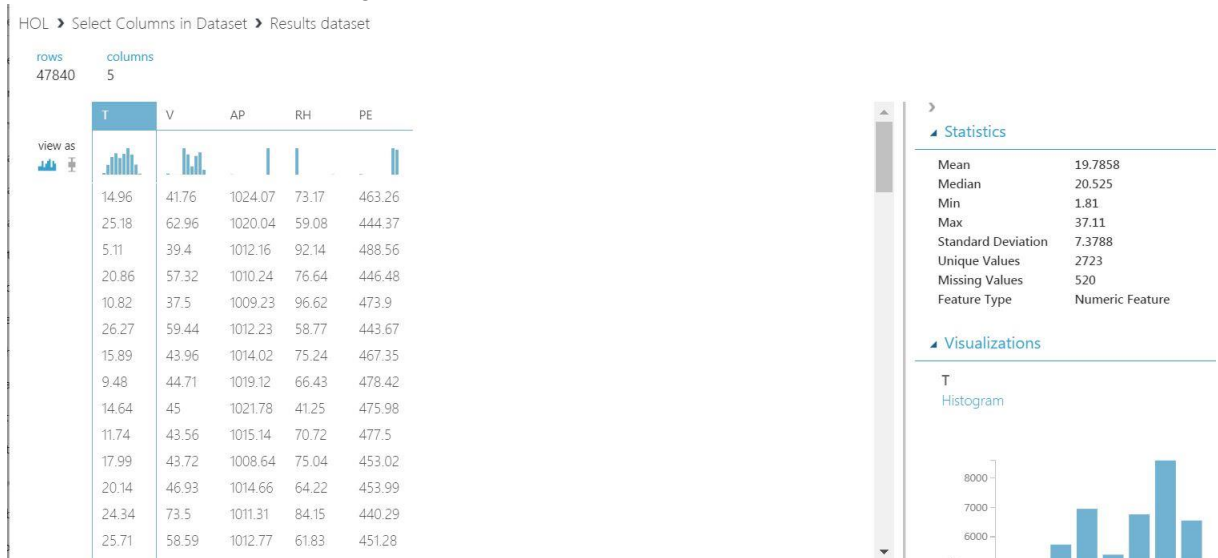 HOL > Select Columns in Dataset > Results dataset
rows columns
47840 5
T V AP RH PE
view as
14.96 41.76 1024.07 73.17 463.26
25.18 62.96 1020.04 59.08 444.37
5.11 39.4 1012.16 92.14 488.56
20.86 57.32 1010.24 76.64 446.48
10.82 37.5 1009.23 96.62 473.9
26.27 59.44 1012.23 58.77 443.67
15.89 43.96 1014.02 75.24 467.35
9.48 44.71 1019.12 66.43 478.42
14.64 45 1021.78 41.25 475.98
11.74 43.56 1015.14 70.72 477.5
17.99 43.72 1008.64 75.04 453.02
20.14 46.93 1014.66 64.22 453.99
24.34 73.5 1011.31 84.15 440.29
25.71 58.59 1012.77 61.83 451.28
Statistics
Mean 19.7858
Median 20.525
Min 1.81
Max 37.11
Standard Deviation 7.3788
Unique Values 2723
Missing Values 520
Feature Type Numeric Feature
Visualizations
T
Histogram
8000
7000
6000